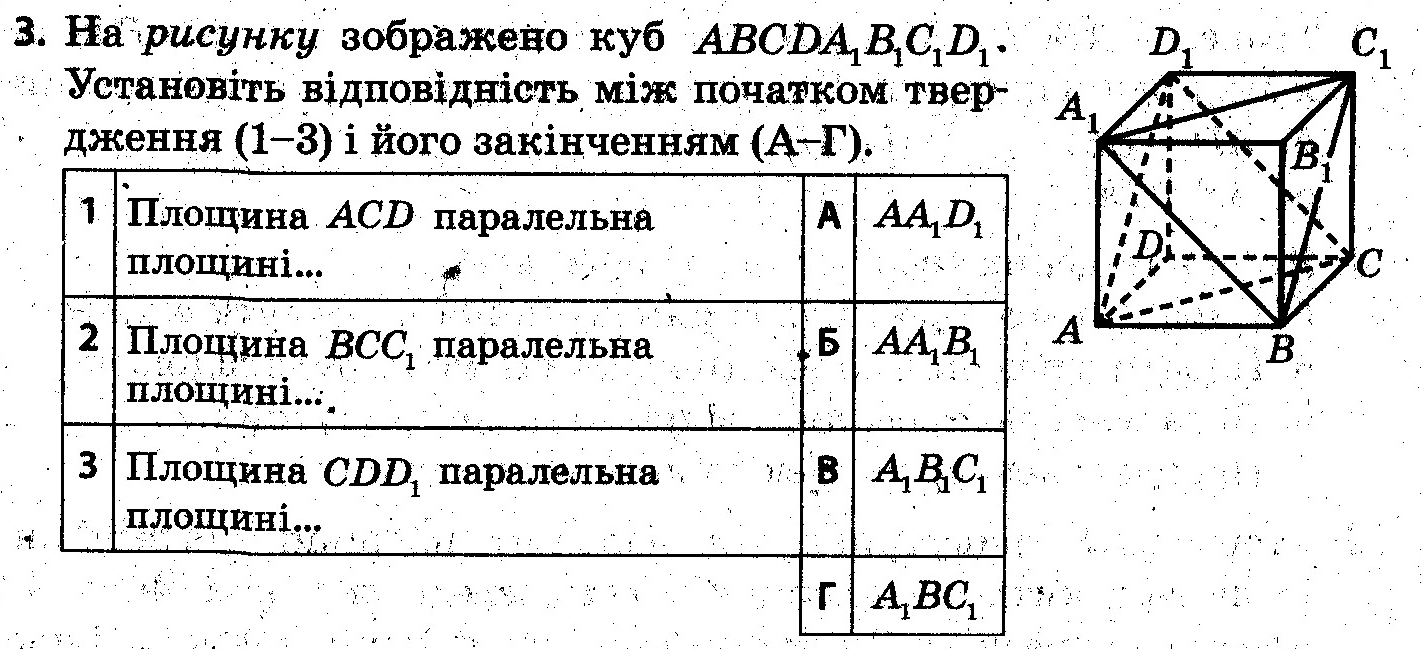 3. На рисунку зображено куб ABCDA₁B₁C₁D₁.
Установіть відповідність між початком твер-
дження (1–3) і його закінченням (А–Г).
1 Площина ACD паралельна
площині...
А AA₁D₁
2 Площина BCC₁ паралельна
площині...
Б AA₁B₁
3 Площина CDD₁ паралельна
площині...
В A₁B₁C₁
Г A₁BC₁
D₁ C₁
A₁
B₁
D C
A B